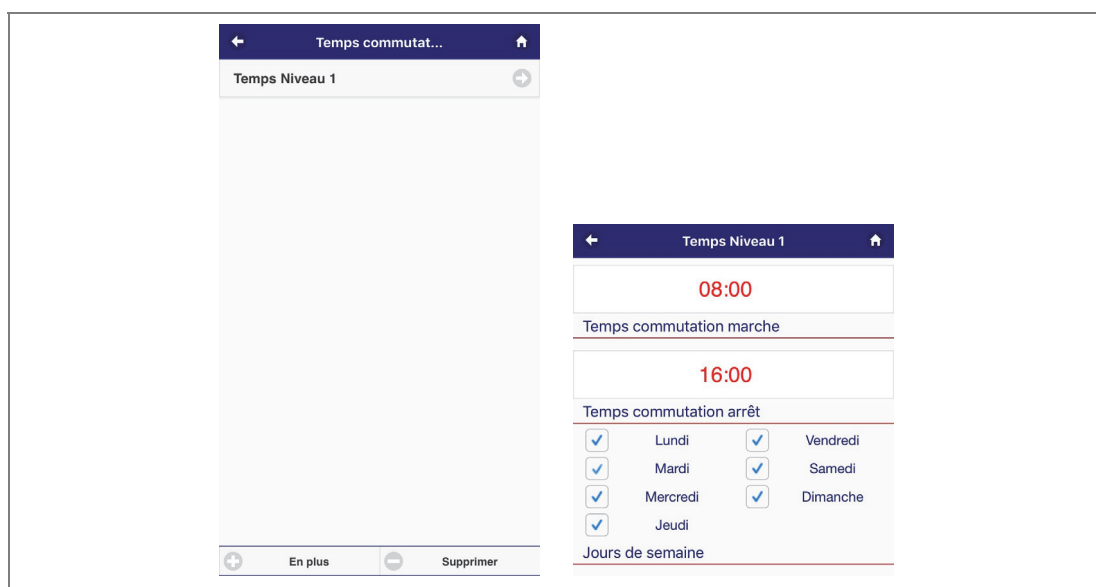 Temps commutat...
Temps Niveau 1
En plus
Supprimer
Temps Niveau 1
08:00
Temps commutation marche
16:00
Temps commutation arrêt
Lundi Vendredi
Mardi Samedi
Mercredi Dimanche
Jeudi
Jours de semaine